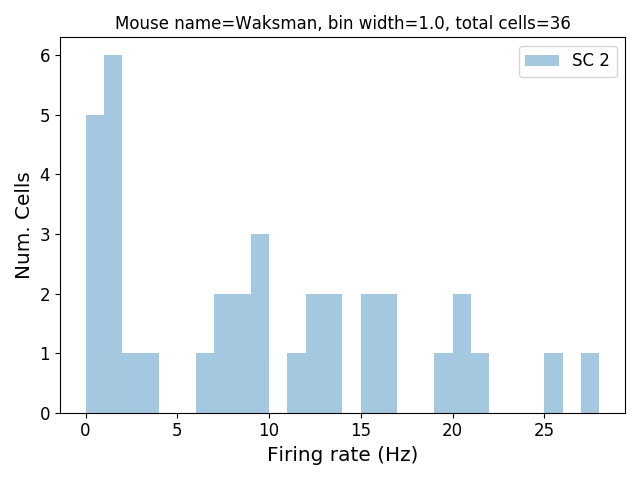 Mouse name=Waksman, bin width=1.0, total cells=36
SC 2
6
5
4
3
2
1
0
Num. Cells
0 5 10 15 20 25
Firing rate (Hz)